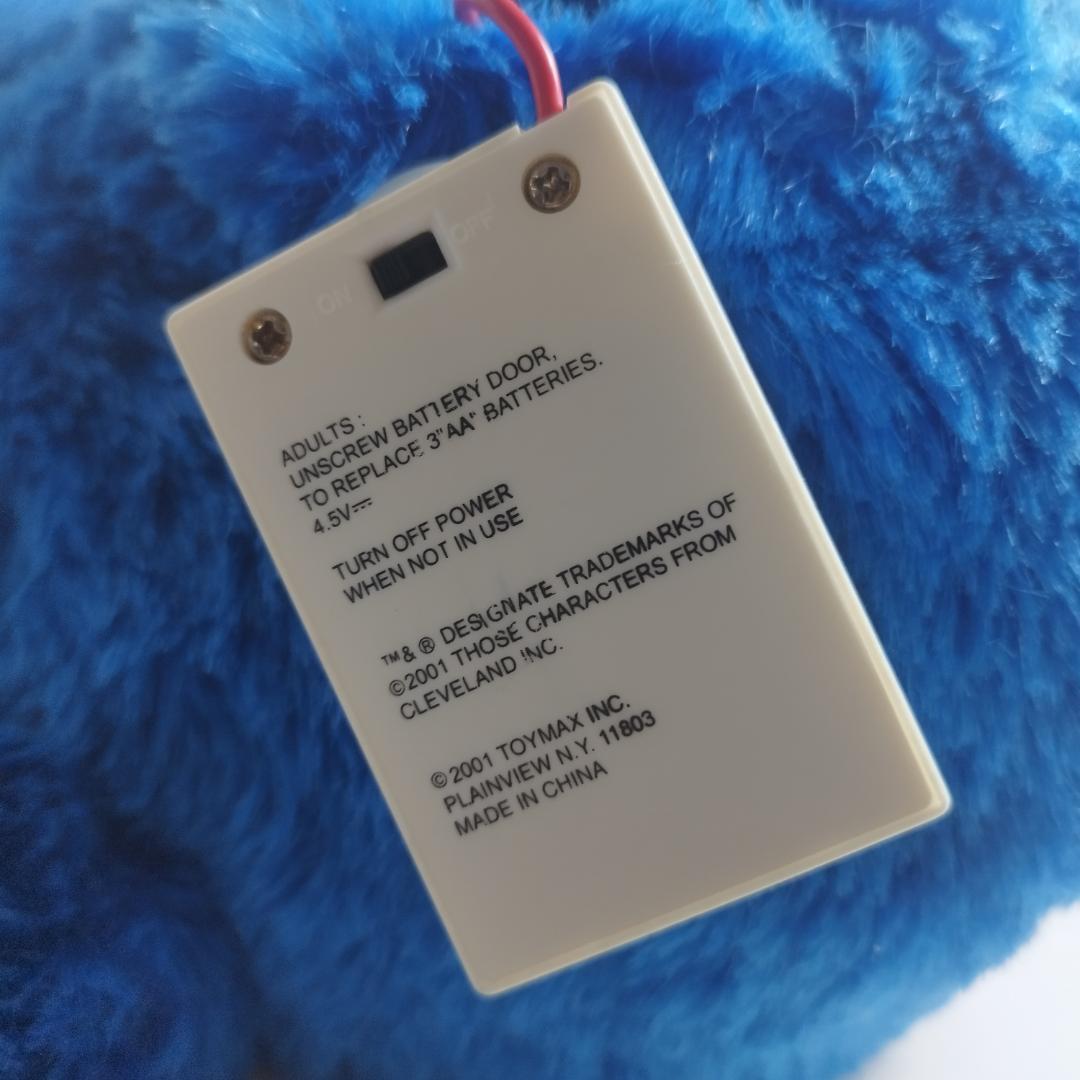 ON OFF
ADULTS :
UNSCREW BATTERY DOOR,
TO REPLACE 3"AA" BATTERIES.
4.5V⎓
TURN OFF POWER
WHEN NOT IN USE
™& ® DESIGNATE TRADEMARKS OF
©2001 THOSE CHARACTERS FROM
CLEVELAND INC.
©2001 TOYMAX INC.
PLAINVIEW N.Y. 11803
MADE IN CHINA